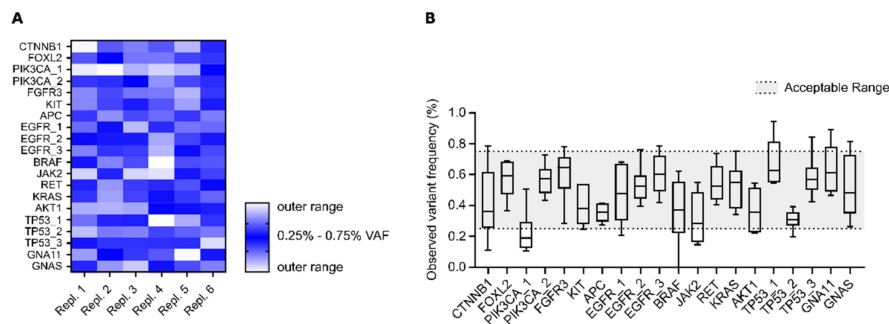 A
CTNNB1
FOXL2
PIK3CA_1
PIK3CA_2
FGFR3
KIT
APC
EGFR_1
EGFR_2
EGFR_3
BRAF
JAK2
RET
KRAS
AKT1
TP53_1
TP53_2
TP53_3
GNA11
GNAS
Repl. 1
Repl. 2
Repl. 3
Repl. 4
Repl. 5
Repl. 6
outer range
0.25% - 0.75% VAF
outer range
B
Acceptable Range
Observed variant frequency (%)
1.0
0.8
0.6
0.4
0.2
0.0
CTNNB1
FOXL2
PIK3CA_1
PIK3CA_2
FGFR3
KIT
APC
EGFR_1
EGFR_2
EGFR_3
BRAF
JAK2
RET
KRAS
AKT1
TP53_1
TP53_2
TP53_3
GNA11
GNAS